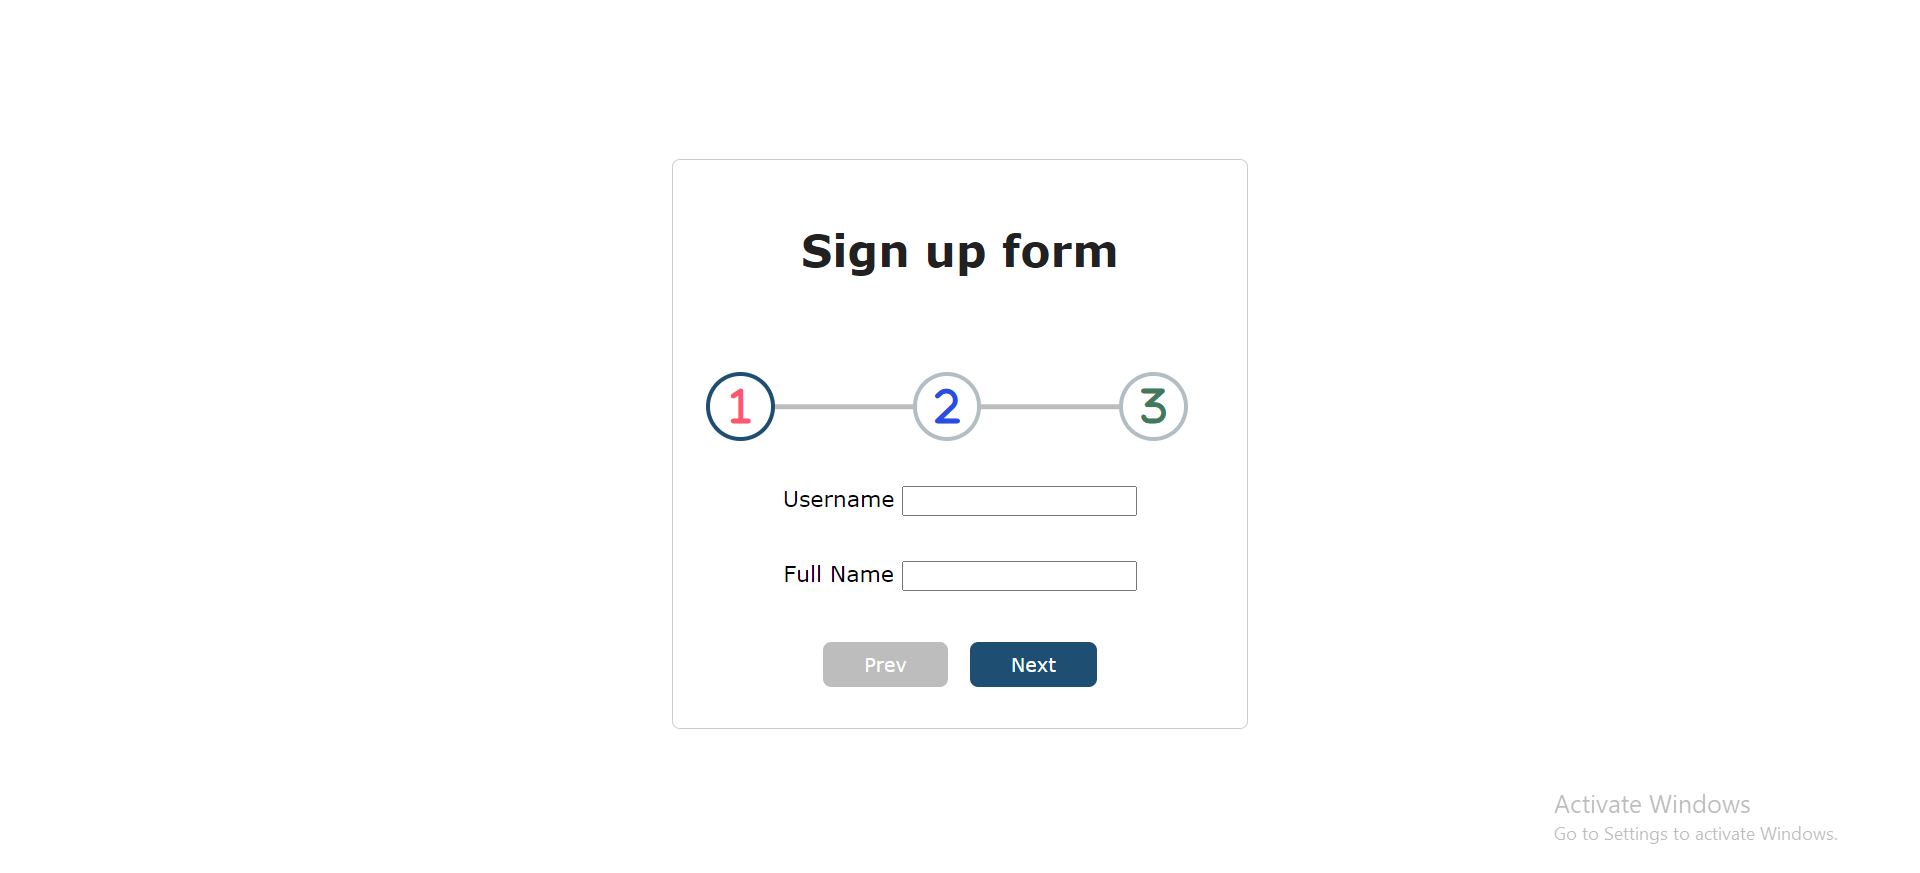 Sign up form
1 2 3
Username
Full Name
Prev Next
Activate Windows
Go to Settings to activate Windows.